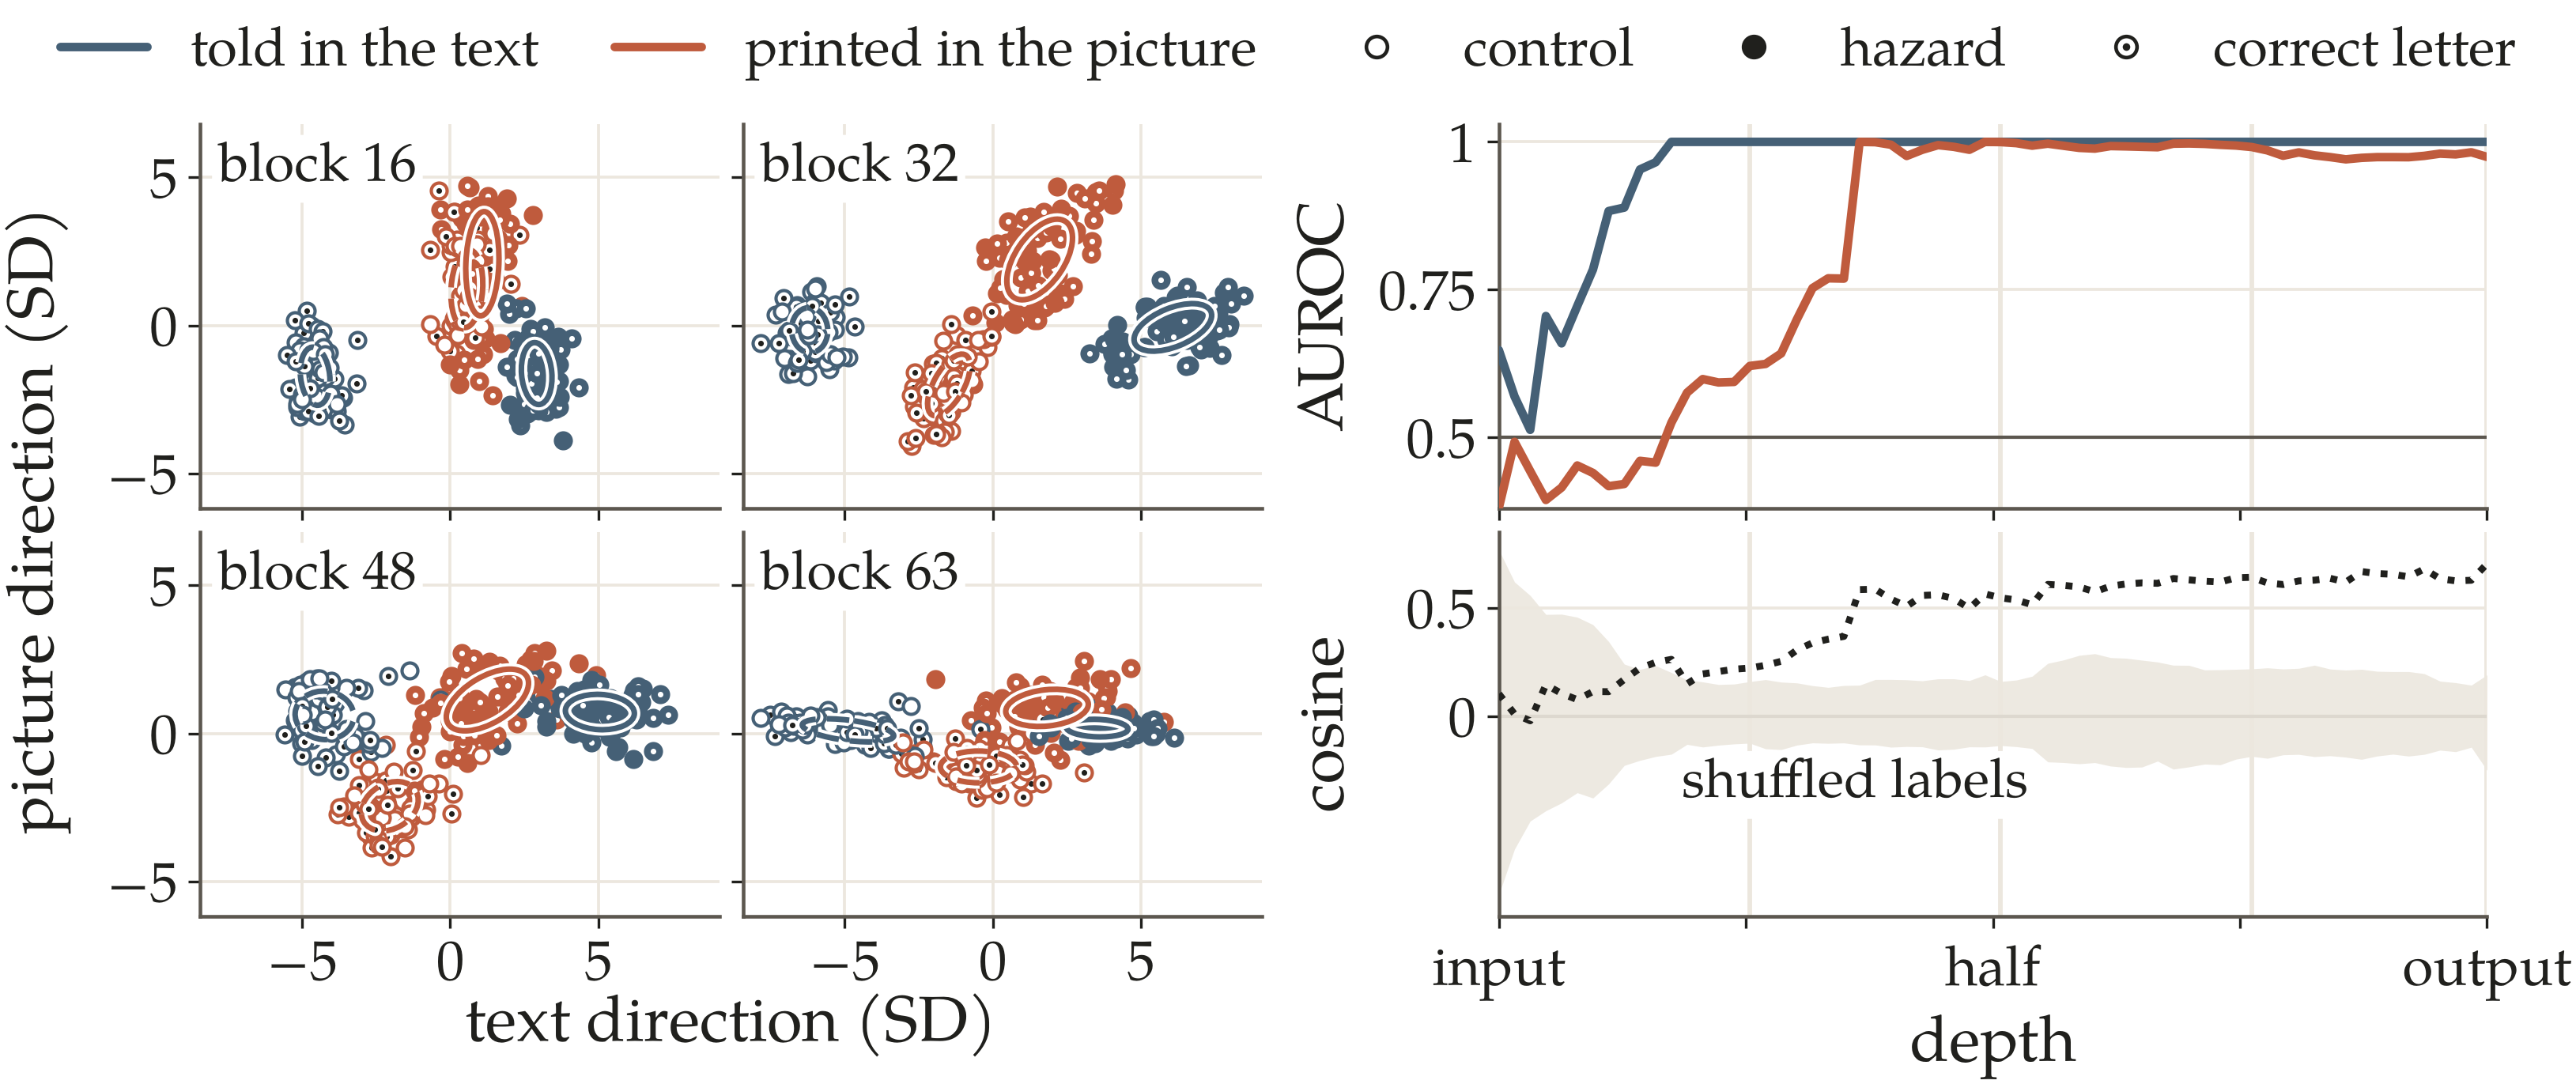 told in the text
printed in the picture
control
hazard
correct letter
picture direction (SD)
block 16
5
0
−5
block 32
block 48
5
0
−5
−5
0
5
block 63
−5
0
5
text direction (SD)
AUROC
1
0.75
0.5
cosine
0.5
0
shuffled labels
input
half
output
depth